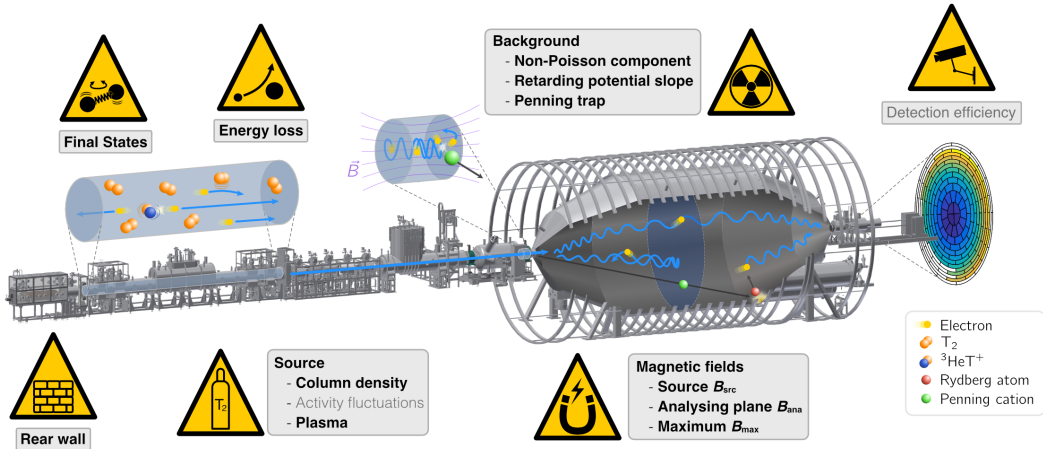 Background
- Non-Poisson component
- Retarding potential slope
- Penning trap
Final States
Energy loss
Detection efficiency
B
Electron
T₂
³HeT⁺
Rydberg atom
Penning cation
Rear wall
T₂
Source
- Column density
- Activity fluctuations
- Plasma
Magnetic fields
- Source Bsrc
- Analysing plane Bana
- Maximum Bmax